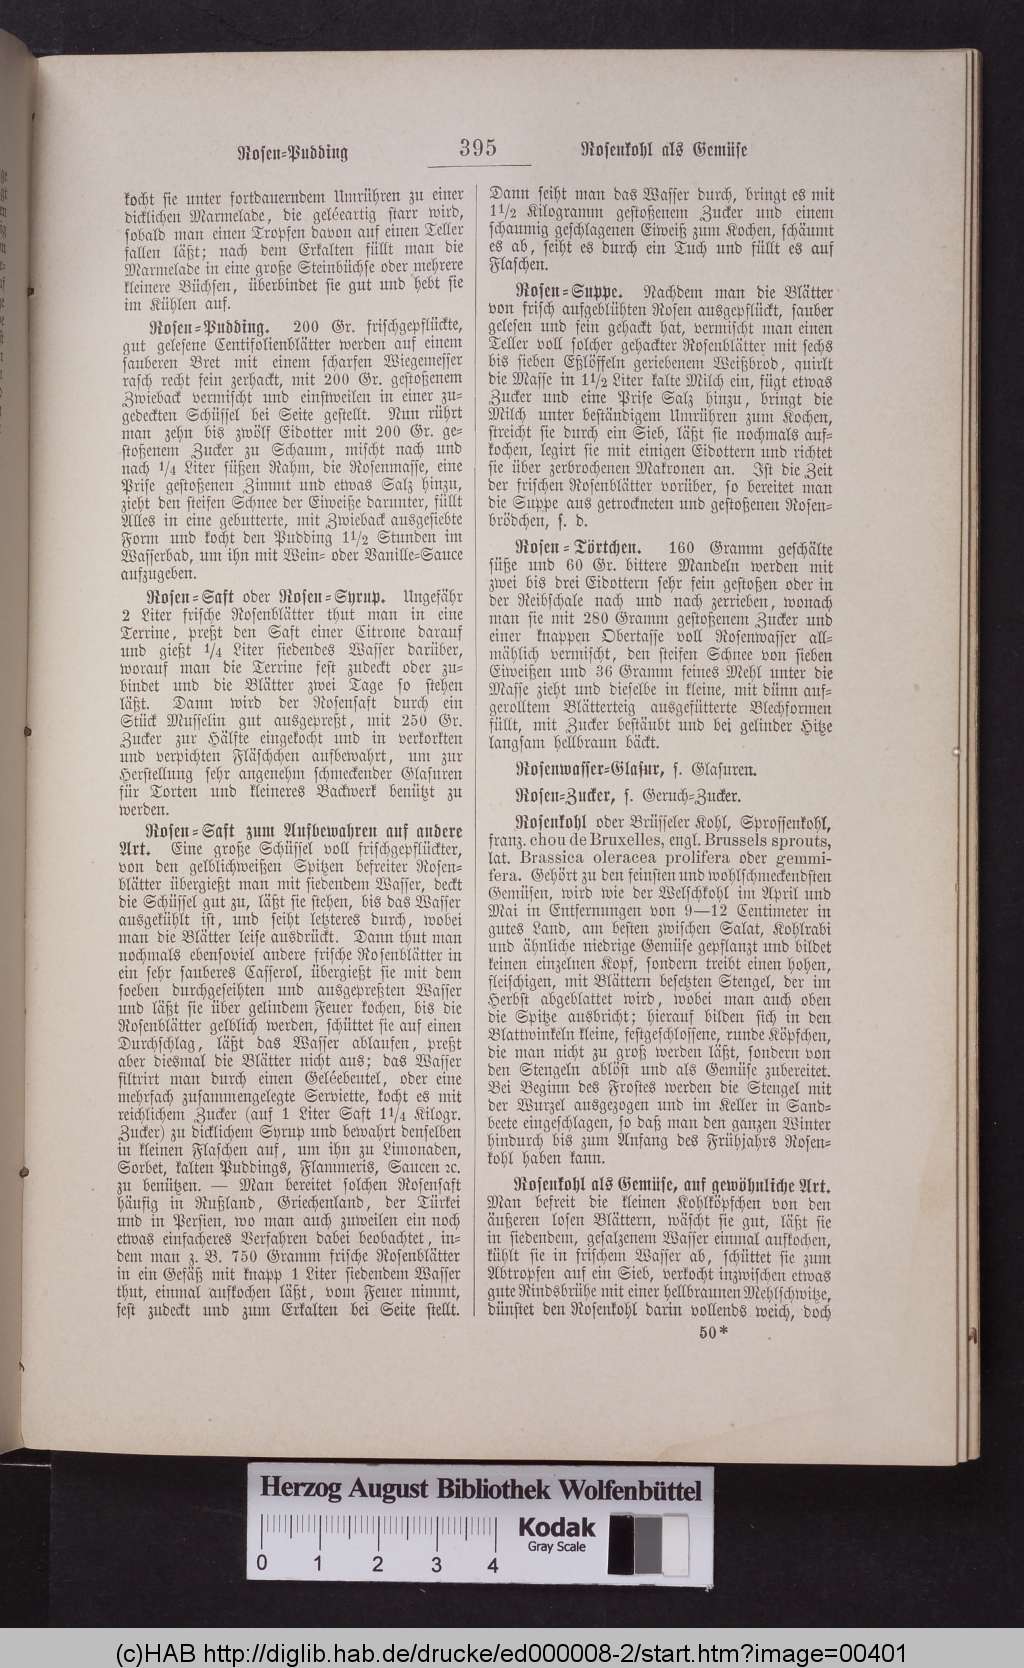 Rosen-Pudding 395 Rosenkohl als Gemüse
kocht sie unter fortdauerndem Umrühren zu einer
dicklichen Marmelade, die geléeartig starr wird,
sobald man einen Tropfen davon auf einen Teller
fallen läßt; nach dem Erkalten füllt man die
Marmelade in eine große Steinbüchse oder mehrere
kleinere Büchsen, überbindet sie gut und hebt sie
im Kühlen auf.
Rosen-Pudding. 200 Gr. frischgepflückte,
gut gelesene Centifolienblätter werden auf einem
sauberen Bret mit einem scharfen Wiegemesser
rasch recht fein zerhackt, mit 200 Gr. gestoßenem
Zwieback vermischt und einstweilen in einer zu-
gedeckten Schüssel bei Seite gestellt. Nun rührt
man zehn bis zwölf Eidotter mit 200 Gr. ge-
stoßenem Zucker zu Schaum, mischt nach und
nach 1/4 Liter süßen Rahm, die Rosenmasse, eine
Prise gestoßenen Zimmt und etwas Salz hinzu,
zieht den steifen Schnee der Eiweiße darunter, füllt
Alles in eine gebutterte, mit Zwieback ausgesiebte
Form und kocht den Pudding 1 1/2 Stunden im
Wasserbad, um ihn mit Wein- oder Vanille-Sauce
aufzugeben.
Rosen-Saft oder Rosen-Syrup. Ungefähr
2 Liter frische Rosenblätter thut man in eine
Terrine, preßt den Saft einer Citrone darauf
und gießt 1/4 Liter siedendes Wasser darüber,
worauf man die Terrine fest zudeckt oder zu-
bindet und die Blätter zwei Tage so stehen
läßt. Dann wird der Rosensaft durch ein
Stück Musselin gut ausgepreßt, mit 250 Gr.
Zucker zur Hälfte eingekocht und in verkorkten
und verpichten Fläschchen aufbewahrt, um zur
Herstellung sehr angenehm schmeckender Glasuren
für Torten und kleineres Backwerk benützt zu
werden.
Rosen-Saft zum Aufbewahren auf andere
Art. Eine große Schüssel voll frischgepflückter,
von den gelblichweißen Spitzen befreiter Rosen-
blätter übergießt man mit siedendem Wasser, deckt
die Schüssel gut zu, läßt sie stehen, bis das Wasser
ausgekühlt ist, und seiht letzteres durch, wobei
man die Blätter leise ausdrückt. Dann thut man
nochmals ebensoviel andere frische Rosenblätter in
ein sehr sauberes Casserol, übergießt sie mit dem
soeben durchgeseihten und ausgepreßten Wasser
und läßt sie über gelindem Feuer kochen, bis die
Rosenblätter gelblich werden, schüttet sie auf einen
Durchschlag, läßt das Wasser ablaufen, preßt
aber diesmal die Blätter nicht aus; das Wasser
filtrirt man durch einen Geléebeutel, oder eine
mehrfach zusammengelegte Serviette, kocht es mit
reichlichem Zucker (auf 1 Liter Saft 1 1/4 Kilogr.
Zucker) zu dicklichem Syrup und bewahrt denselben
in kleinen Flaschen auf, um ihn zu Limonaden,
Sorbet, kalten Puddings, Flammeris, Saucen ꝛc.
zu benützen. — Man bereitet solchen Rosensaft
häufig in Rußland, Griechenland, der Türkei
und in Persien, wo man auch zuweilen ein noch
etwas einfacheres Verfahren dabei beobachtet, in-
dem man z. B. 750 Gramm frische Rosenblätter
in ein Gefäß mit knapp 1 Liter siedendem Wasser
thut, einmal aufkochen läßt, vom Feuer nimmt,
fest zudeckt und zum Erkalten bei Seite stellt.
Dann seiht man das Wasser durch, bringt es mit
1 1/2 Kilogramm gestoßenem Zucker und einem
schaumig geschlagenen Eiweiß zum Kochen, schäumt
es ab, seiht es durch ein Tuch und füllt es auf
Flaschen.
Rosen-Suppe. Nachdem man die Blätter
von frisch aufgeblühten Rosen ausgepflückt, sauber
gelesen und fein gehackt hat, vermischt man einen
Teller voll solcher gehackter Rosenblätter mit sechs
bis sieben Eßlöffeln geriebenem Weißbrod, quirlt
die Masse in 1 1/2 Liter kalte Milch ein, fügt etwas
Zucker und eine Prise Salz hinzu, bringt die
Milch unter beständigem Umrühren zum Kochen,
streicht sie durch ein Sieb, läßt sie nochmals auf-
kochen, legirt sie mit einigen Eidottern und richtet
sie über zerbrochenen Makronen an. Ist die Zeit
der frischen Rosenblätter vorüber, so bereitet man
die Suppe aus getrockneten und gestoßenen Rosen-
brödchen, s. d.
Rosen-Törtchen. 160 Gramm geschälte
süße und 60 Gr. bittere Mandeln werden mit
zwei bis drei Eidottern sehr fein gestoßen oder in
der Reibschale nach und nach zerrieben, wonach
man sie mit 280 Gramm gestoßenem Zucker und
einer knappen Obertasse voll Rosenwasser all-
mählich vermischt, den steifen Schnee von sieben
Eiweißen und 36 Gramm feines Mehl unter die
Masse zieht und dieselbe in kleine, mit dünn auf-
gerolltem Blätterteig ausgefütterte Blechformen
füllt, mit Zucker bestäubt und bei gelinder Hitze
langsam hellbraun bäckt.
Rosenwasser-Glasur, s. Glasuren.
Rosen-Zucker, s. Geruch-Zucker.
Rosenkohl oder Brüsseler Kohl, Sprossenkohl,
franz. chou de Bruxelles, engl. Brussels sprouts,
lat. Brassica oleracea prolifera oder gemmi-
fera. Gehört zu den feinsten und wohlschmeckendsten
Gemüsen, wird wie der Welschkohl im April und
Mai in Entfernungen von 9—12 Centimeter in
gutes Land, am besten zwischen Salat, Kohlrabi
und ähnliche niedrige Gemüse gepflanzt und bildet
keinen einzelnen Kopf, sondern treibt einen hohen,
fleischigen, mit Blättern besetzten Stengel, der im
Herbst abgeblattet wird, wobei man auch oben
die Spitze ausbricht; hierauf bilden sich in den
Blattwinkeln kleine, festgeschlossene, runde Köpfchen,
die man nicht zu groß werden läßt, sondern von
den Stengeln ablöst und als Gemüse zubereitet.
Bei Beginn des Frostes werden die Stengel mit
der Wurzel ausgezogen und im Keller in Sand-
beete eingeschlagen, so daß man den ganzen Winter
hindurch bis zum Anfang des Frühjahrs Rosen-
kohl haben kann.
Rosenkohl als Gemüse, auf gewöhnliche Art.
Man befreit die kleinen Kohlköpfchen von den
äußeren losen Blättern, wäscht sie gut, läßt sie
in siedendem, gesalzenem Wasser einmal aufkochen,
kühlt sie in frischem Wasser ab, schüttet sie zum
Abtropfen auf ein Sieb, verkocht inzwischen etwas
gute Rindsbrühe mit einer hellbraunen Mehlschwitze,
dünstet den Rosenkohl darin vollends weich, doch
50*
Herzog August Bibliothek Wolfenbüttel
0 1 2 3 4
Kodak
Gray Scale
(c)HAB http://diglib.hab.de/drucke/ed000008-2/start.htm?image=00401